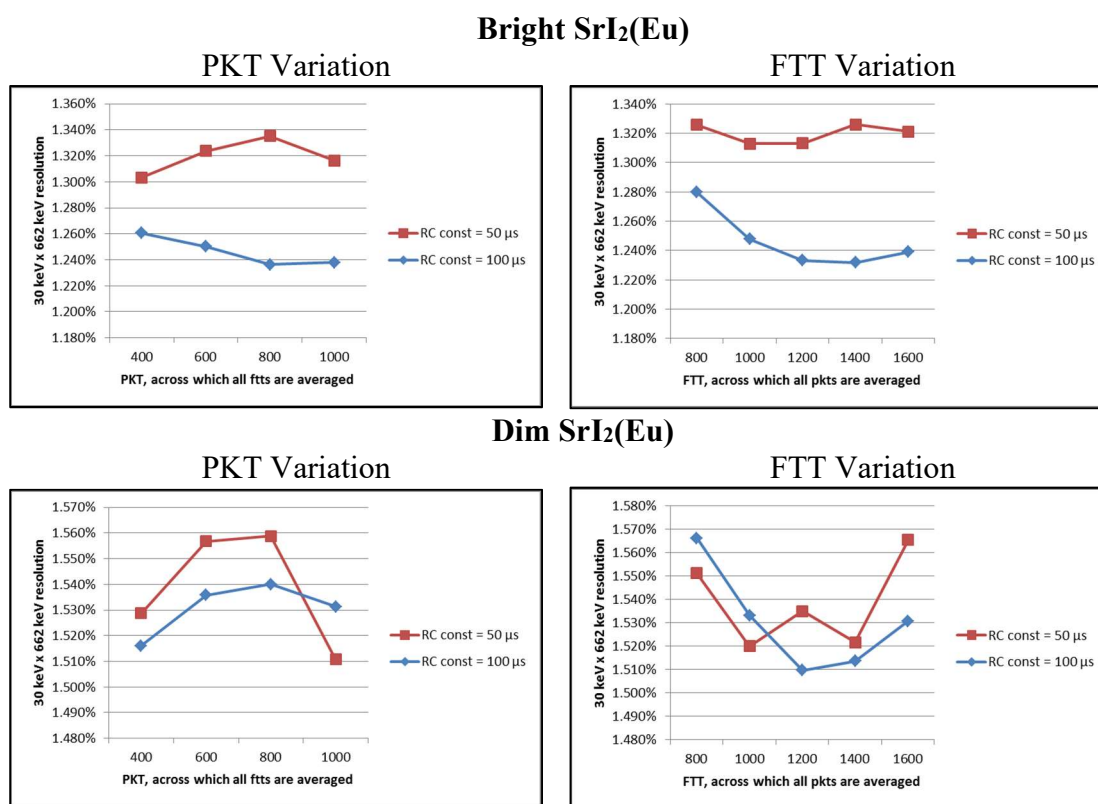 Bright SrI₂(Eu)
PKT Variation
FTT Variation
1.360%
1.340%
1.320%
1.300%
1.280%
1.260%
1.240%
1.220%
1.200%
1.180%
30 keV x 662 keV resolution
400 600 800 1000
PKT, across which all ftts are averaged
RC const = 50 µs
RC const = 100 µs
1.340%
1.320%
1.300%
1.280%
1.260%
1.240%
1.220%
1.200%
1.180%
30 keV x 662 keV resolution
800 1000 1200 1400 1600
FTT, across which all pkts are averaged
RC const = 50 µs
RC const = 100 µs
Dim SrI₂(Eu)
PKT Variation
FTT Variation
1.570%
1.560%
1.550%
1.540%
1.530%
1.520%
1.510%
1.500%
1.490%
1.480%
30 keV x 662 keV resolution
400 600 800 1000
PKT, across which all ftts are averaged
RC const = 50 µs
RC const = 100 µs
1.580%
1.570%
1.560%
1.550%
1.540%
1.530%
1.520%
1.510%
1.500%
1.490%
1.480%
30 keV x 662 keV resolution
800 1000 1200 1400 1600
FTT, across which all pkts are averaged
RC const = 50 µs
RC const = 100 µs